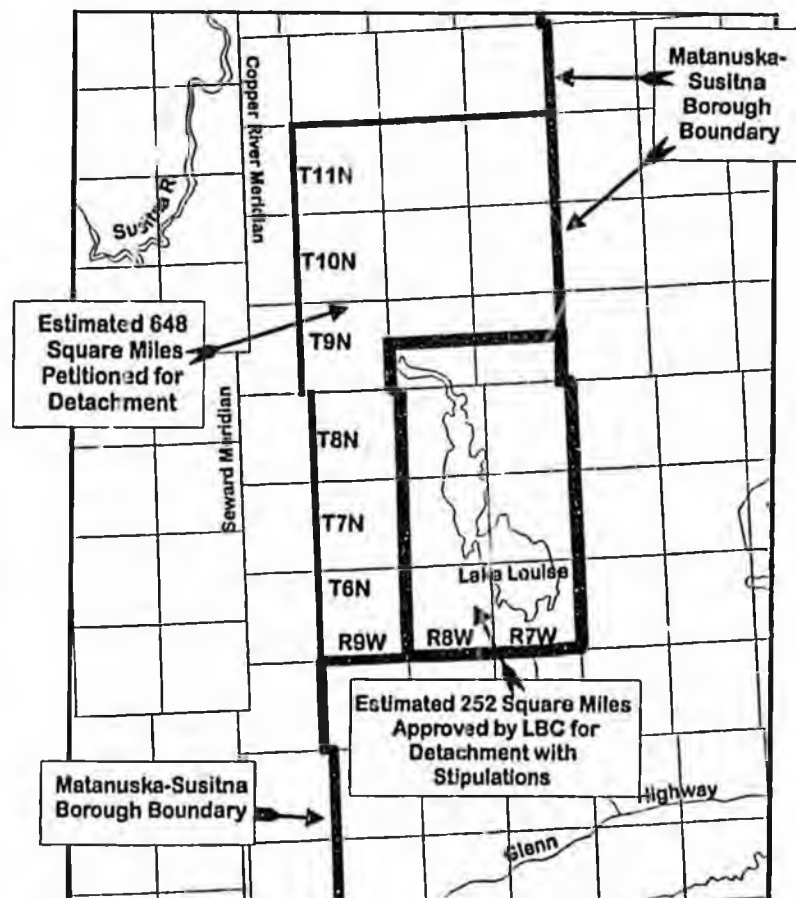 Copper River Meridian
Matanuska-
Susitna
Borough
Boundary
T11N
Susitna R.
T10N
Estimated 648
Square Miles
Petitioned for
Detachment
T9N
Seward Meridian
T8N
T7N
Lake Louise
T6N
R9W
R8W
R7W
Estimated 252 Square Miles
Approved by LBC for
Detachment with
Stipulations
Matanuska-Susitna
Borough Boundary
Glenn Highway